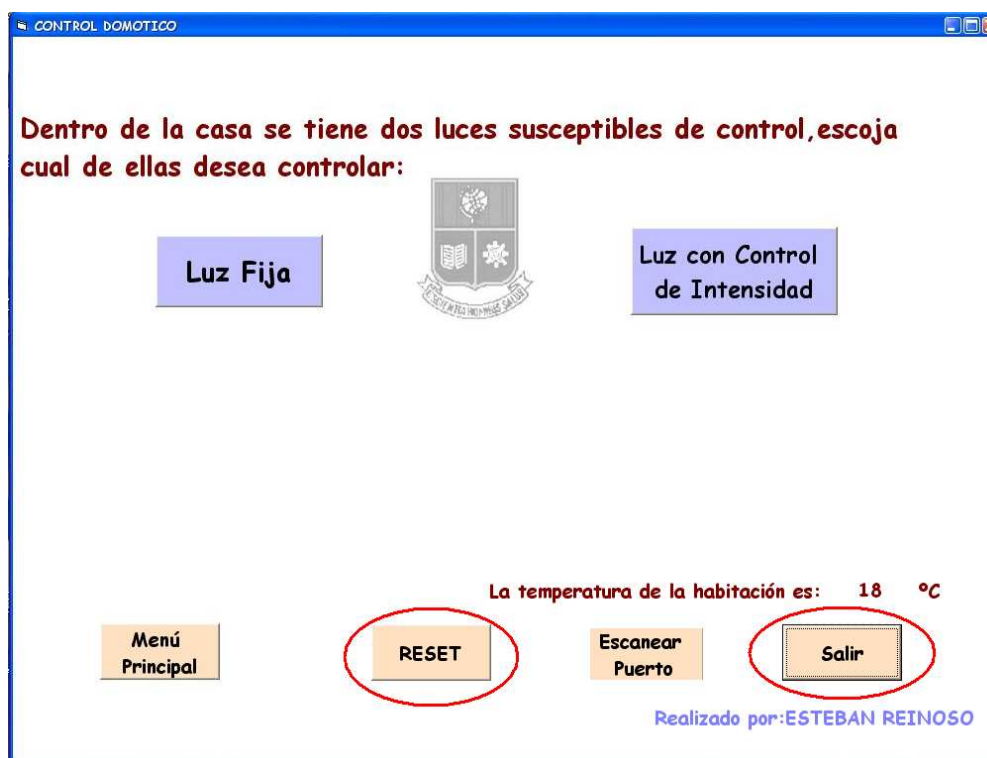 CONTROL DOMOTICO
Dentro de la casa se tiene dos luces susceptibles de control,escoja
cual de ellas desea controlar:
Luz Fija
Luz con Control
de Intensidad
La temperatura de la habitación es: 18 ºC
Menú
Principal
RESET
Escanear
Puerto
Salir
Realizado por:ESTEBAN REINOSO